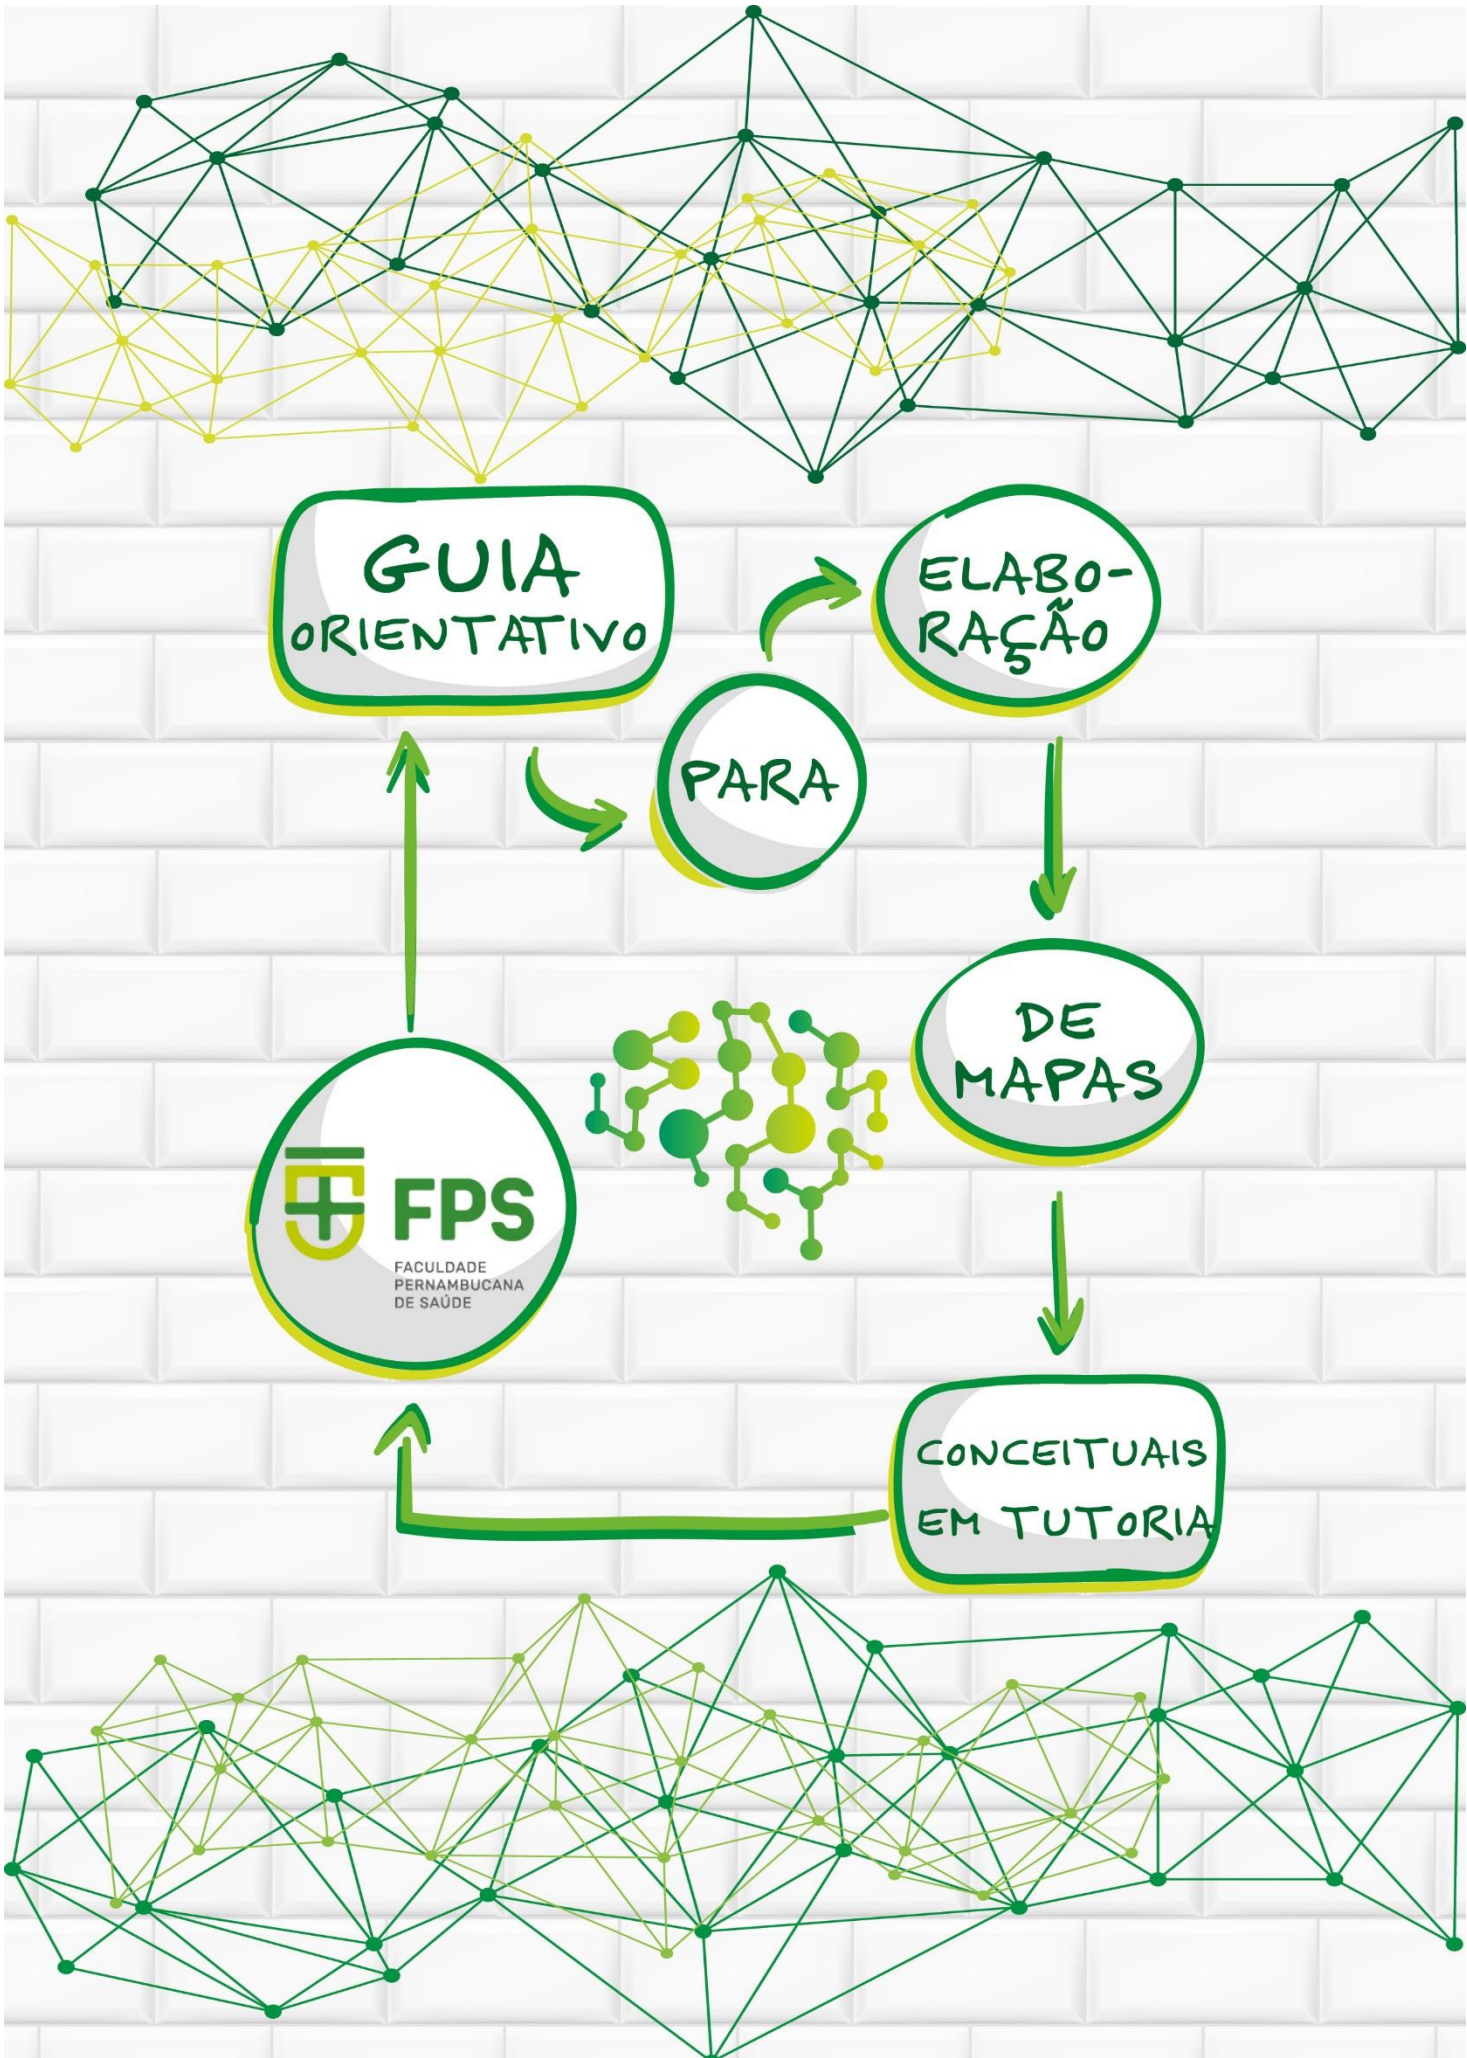 GUIA
ORIENTATIVO
PARA
ELABO-
RAÇÃO
DE
MAPAS
CONCEITUAIS
EM TUTORIA
FPS
FACULDADE
PERNAMBUCANA
DE SAÚDE